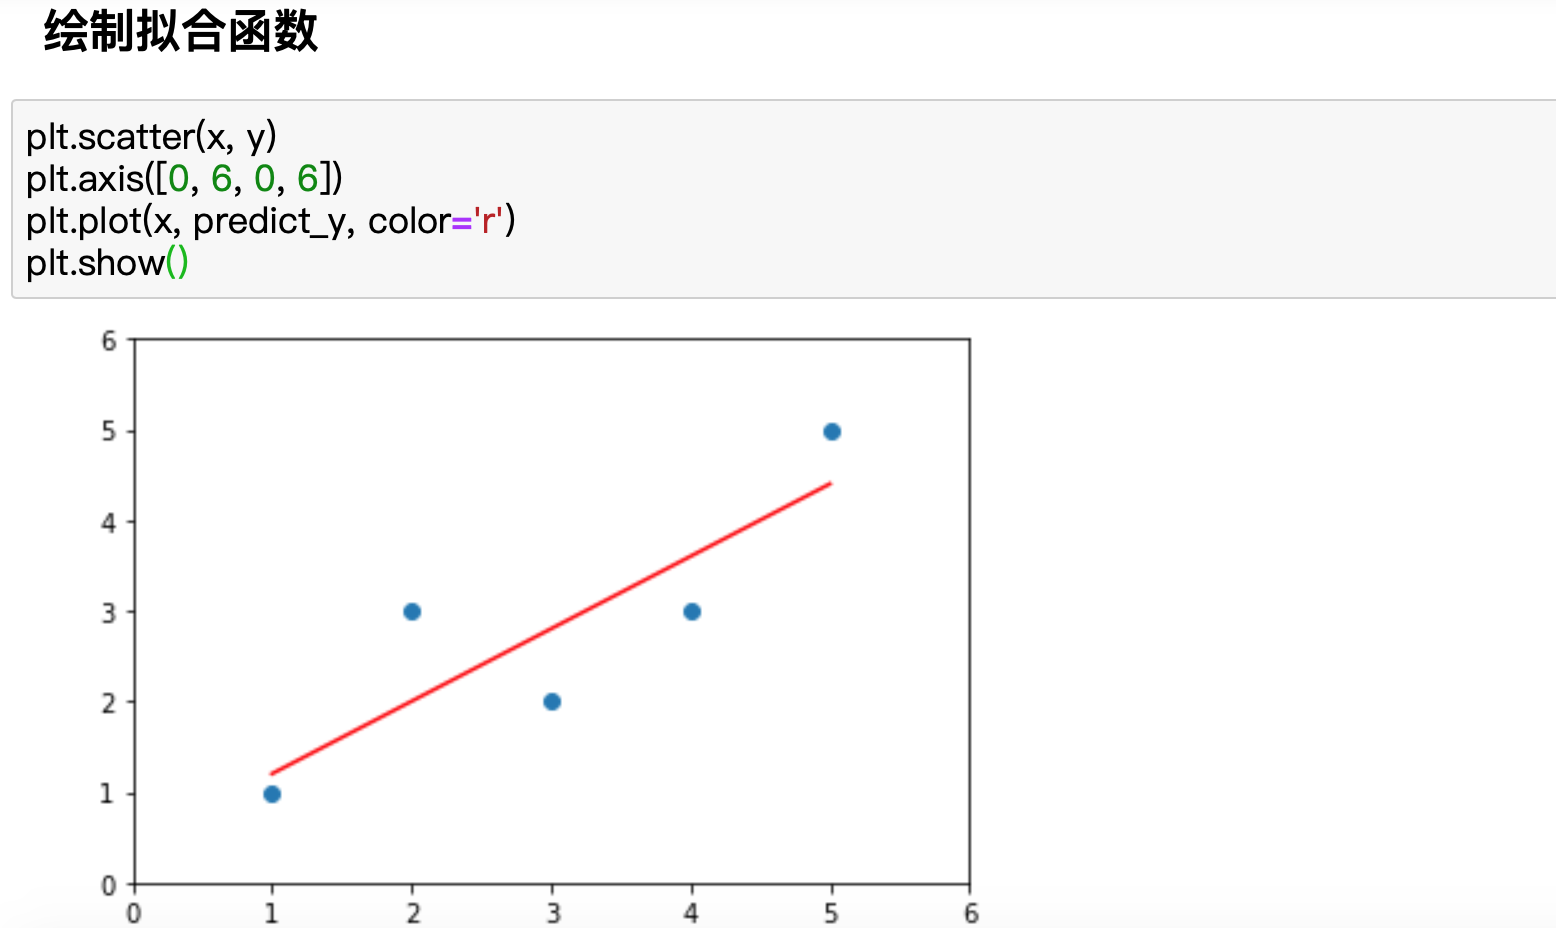 绘制拟合函数
plt.scatter(x, y)
plt.axis([0, 6, 0, 6])
plt.plot(x, predict_y, color='r')
plt.show()
6
5
4
3
2
1
0
0 1 2 3 4 5 6